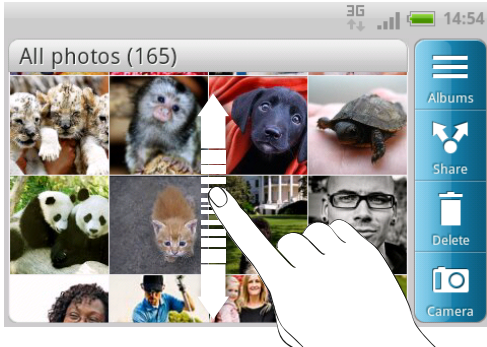 3G
14:54
All photos (165)
Albums
Share
Delete
Camera